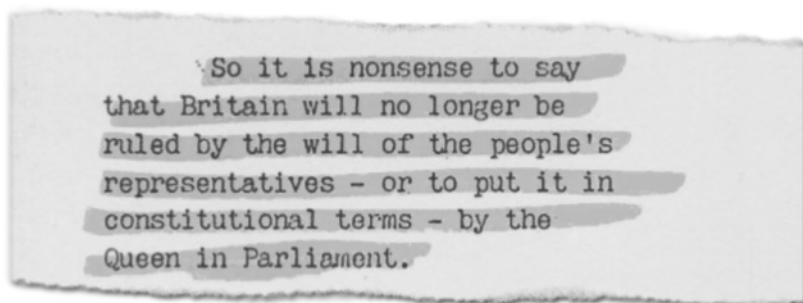 So it is nonsense to say
that Britain will no longer be
ruled by the will of the people's
representatives - or to put it in
constitutional terms - by the
Queen in Parliament.